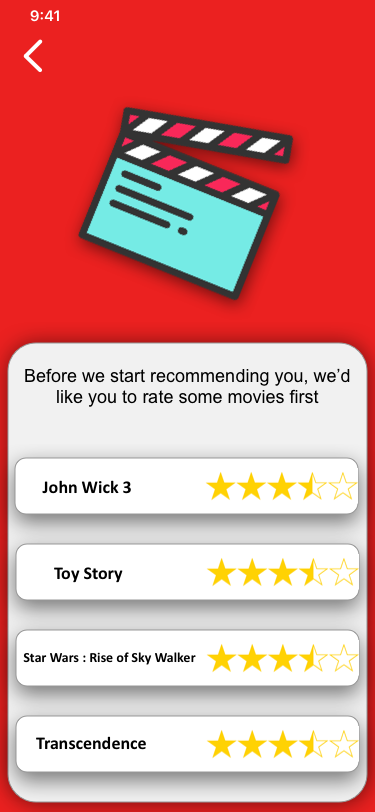 9:41
Before we start recommending you, we’d
like you to rate some movies first
John Wick 3
Toy Story
Star Wars : Rise of Sky Walker
Transcendence